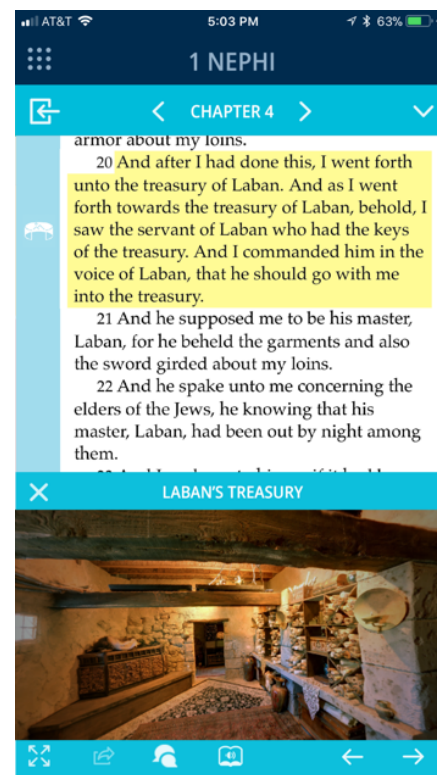 AT&T 5:03 PM 63%
1 NEPHI
CHAPTER 4
armor about my loins.
20 And after I had done this, I went forth
unto the treasury of Laban. And as I went
forth towards the treasury of Laban, behold, I
saw the servant of Laban who had the keys
of the treasury. And I commanded him in the
voice of Laban, that he should go with me
into the treasury.
21 And he supposed me to be his master,
Laban, for he beheld the garments and also
the sword girded about my loins.
22 And he spake unto me concerning the
elders of the Jews, he knowing that his
master, Laban, had been out by night among
them.
LABAN'S TREASURY